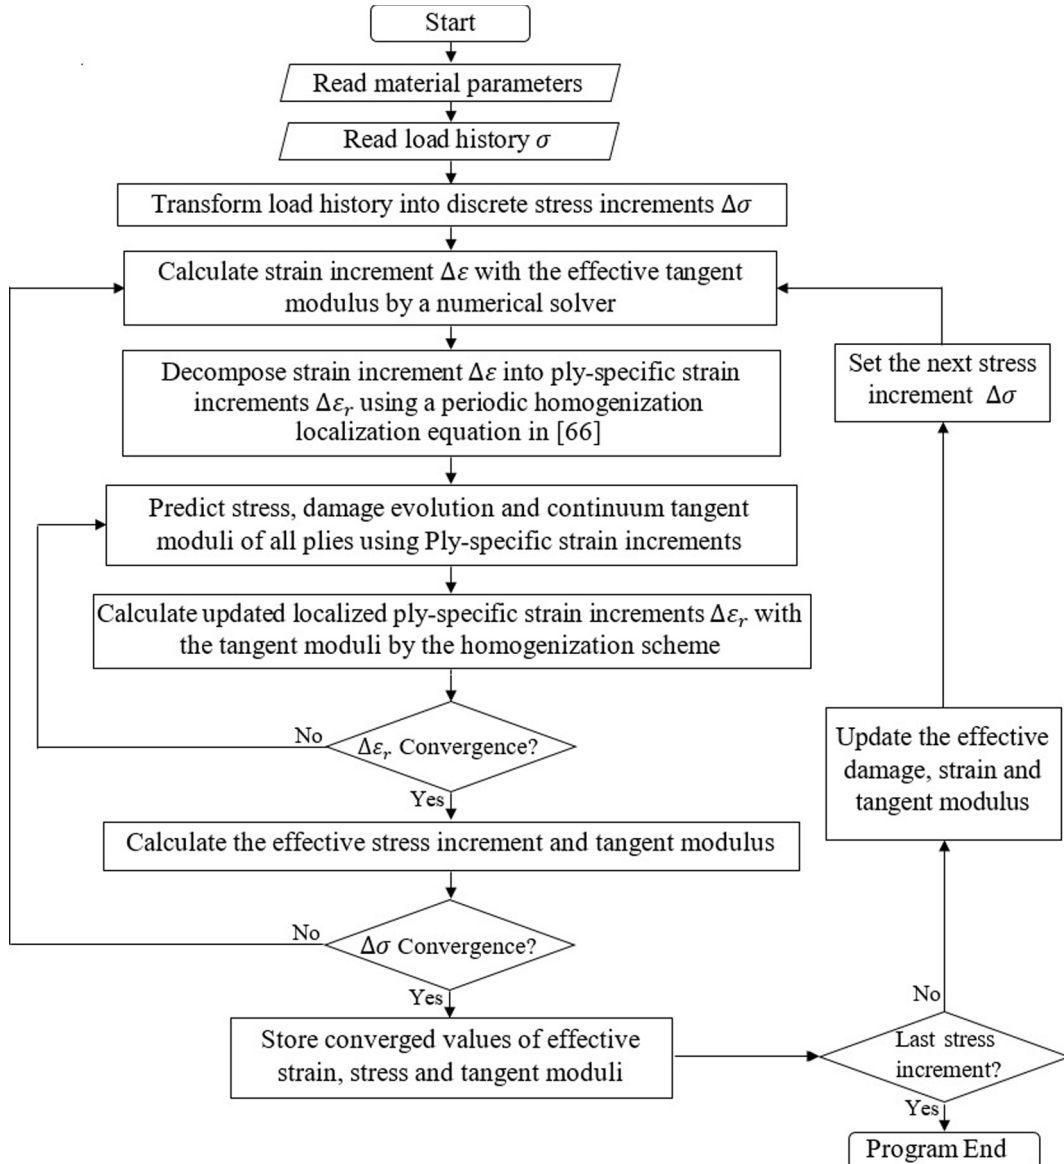 Start
Read material parameters
Read load history σ
Transform load history into discrete stress increments Δσ
Calculate strain increment Δε with the effective tangent
modulus by a numerical solver
Decompose strain increment Δε into ply-specific strain
increments Δεᵣ using a periodic homogenization
localization equation in [66]
Predict stress, damage evolution and continuum tangent
moduli of all plies using Ply-specific strain increments
Calculate updated localized ply-specific strain increments Δεᵣ with
the tangent moduli by the homogenization scheme
No
Δεᵣ Convergence?
Yes
Calculate the effective stress increment and tangent modulus
No
Δσ Convergence?
Yes
Store converged values of effective
strain, stress and tangent moduli
Last stress
increment?
No
Update the effective
damage, strain and
tangent modulus
Set the next stress
increment Δσ
Yes
Program End